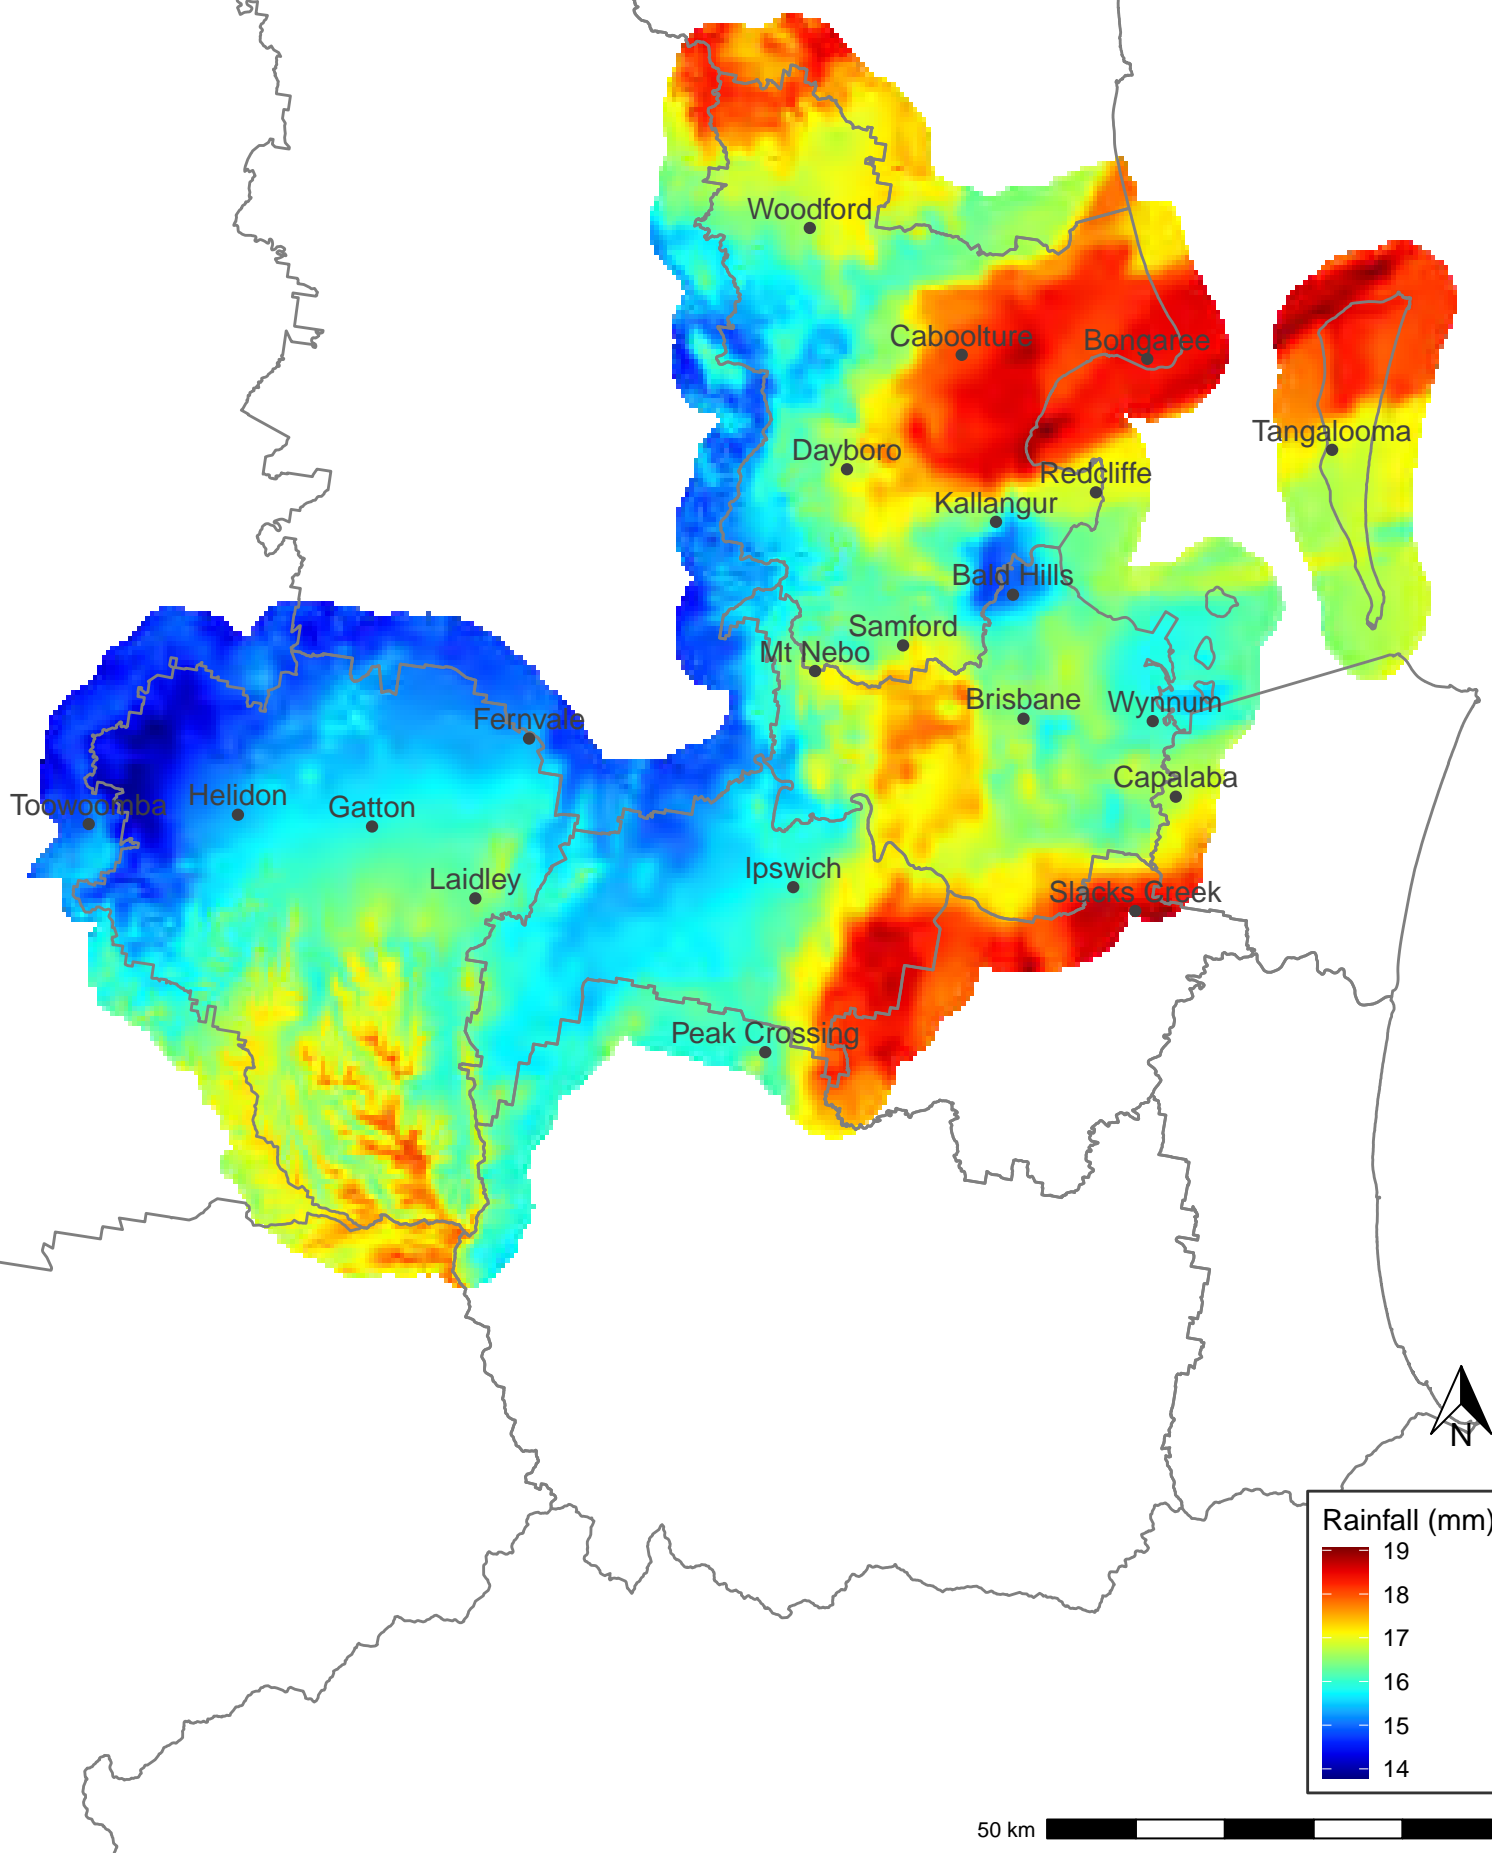 Woodford
Caboolture
Bongaree
Tangalooma
Dayboro
Redcliffe
Kallangur
Bald Hills
Samford
Mt Nebo
Brisbane
Wynnum
Fernvale
Capalaba
Toowoomba
Helidon
Gatton
Ipswich
Laidley
Slacks Creek
Peak Crossing
N
Rainfall (mm)
19
18
17
16
15
14
50 km